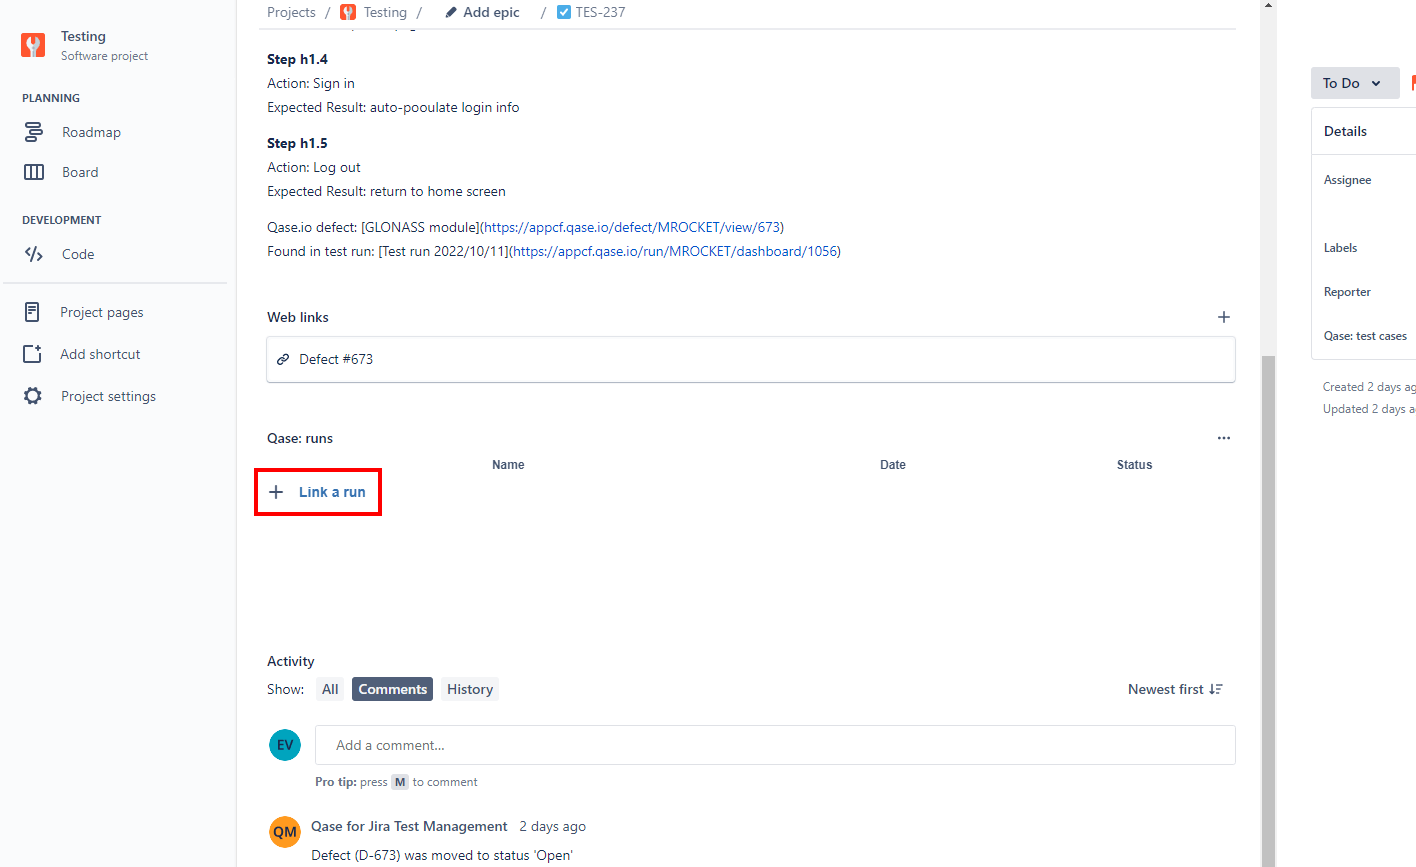 Projects / Testing / Add epic / TES-237
Testing
Software project
PLANNING
Roadmap
Board
DEVELOPMENT
Code
Project pages
Add shortcut
Project settings
Step h1.4
Action: Sign in
Expected Result: auto-pooulate login info
Step h1.5
Action: Log out
Expected Result: return to home screen
Qase.io defect: [GLONASS module](https://appcf.qase.io/defect/MROCKET/view/673)
Found in test run: [Test run 2022/10/11](https://appcf.qase.io/run/MROCKET/dashboard/1056)
Web links
Defect #673
Qase: runs
Name Date Status
Link a run
Activity
Show: All Comments History Newest first
EV Add a comment...
Pro tip: press M to comment
QM Qase for Jira Test Management 2 days ago
Defect (D-673) was moved to status 'Open'
To Do
Details
Assignee
Labels
Reporter
Qase: test cases
Created 2 days
Updated 2 days